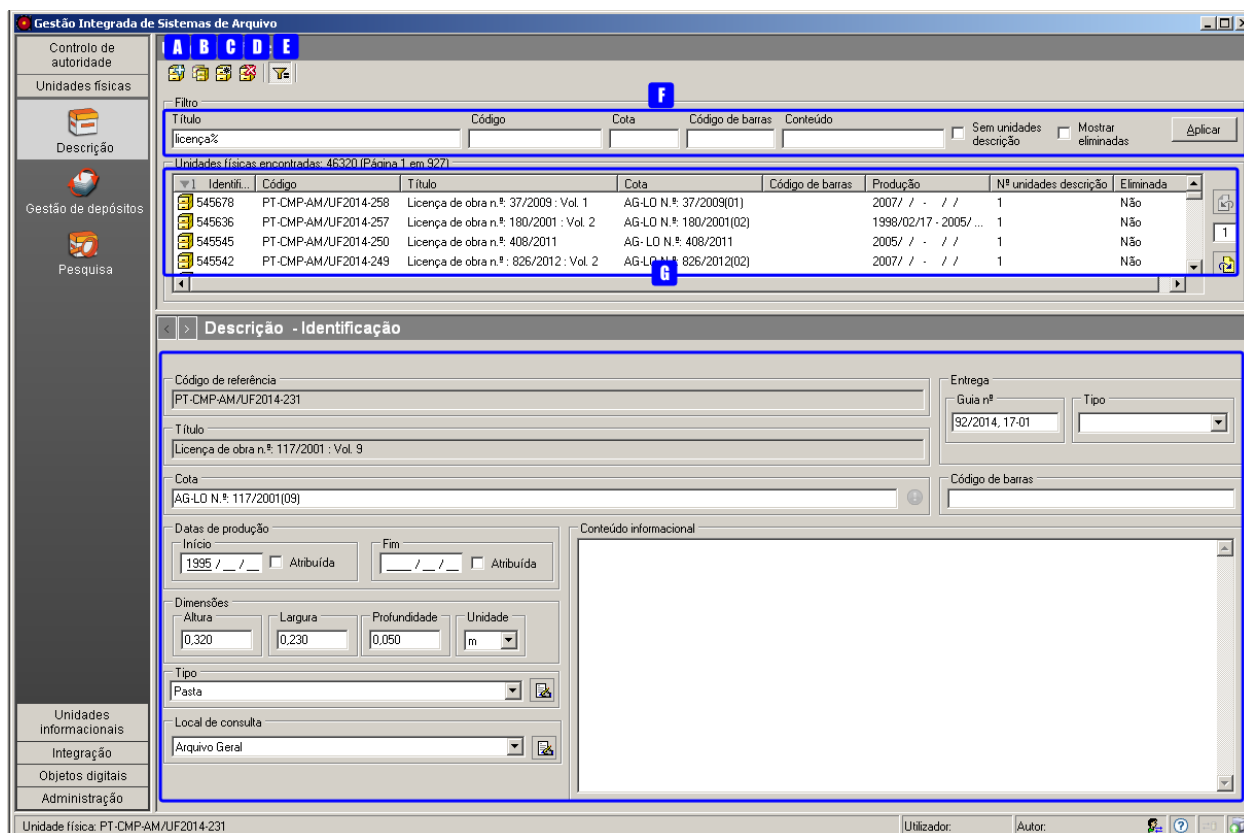 Gestão Integrada de Sistemas de Arquivo
Controlo de
autoridade
Unidades físicas
Descrição
Gestão de depósitos
Pesquisa
Unidades
informacionais
Integração
Objetos digitais
Administração
A B C D E
F
Filtro
Título Código Cota Código de barras Conteúdo
licença%
Sem unidades
descrição
Mostrar
eliminadas
Aplicar
Unidades físicas encontradas: 46320 (Página 1 em 927)
Identifi... Código Título Cota Código de barras Produção Nº unidades descrição Eliminada
545678 PT-CMP-AM/UF2014-258 Licença de obra n.º: 37/2009 : Vol. 1 AG-LO N.º: 37/2009(01) 2007/ / - / / 1 Não
545636 PT-CMP-AM/UF2014-257 Licença de obra n.º: 180/2001 : Vol. 2 AG-LO N.º: 180/2001(02) 1998/02/17 - 2005/ ... 1 Não
545545 PT-CMP-AM/UF2014-250 Licença de obra n.º: 408/2011 AG- LO N.º: 408/2011 2005/ / - / / 1 Não
545542 PT-CMP-AM/UF2014-249 Licença de obra n.º : 826/2012 : Vol. 2 AG-LO N.º: 826/2012(02) 2007/ / - / / 1 Não
1
G
Descrição - Identificação
Código de referência
PT-CMP-AM/UF2014-231
Entrega
Guia nº Tipo
92/2014, 17-01
Título
Licença de obra n.º: 117/2001 : Vol. 9
Cota
AG-LO N.º: 117/2001(09)
Código de barras
Datas de produção
Início Fim
1995 / __ / __ Atribuída ____ / __ / __ Atribuída
Conteúdo informacional
Dimensões
Altura Largura Profundidade Unidade
0,320 0,230 0,050 m
Tipo
Pasta
Local de consulta
Arquivo Geral
Unidade física: PT-CMP-AM/UF2014-231
Utilizador: Autor: